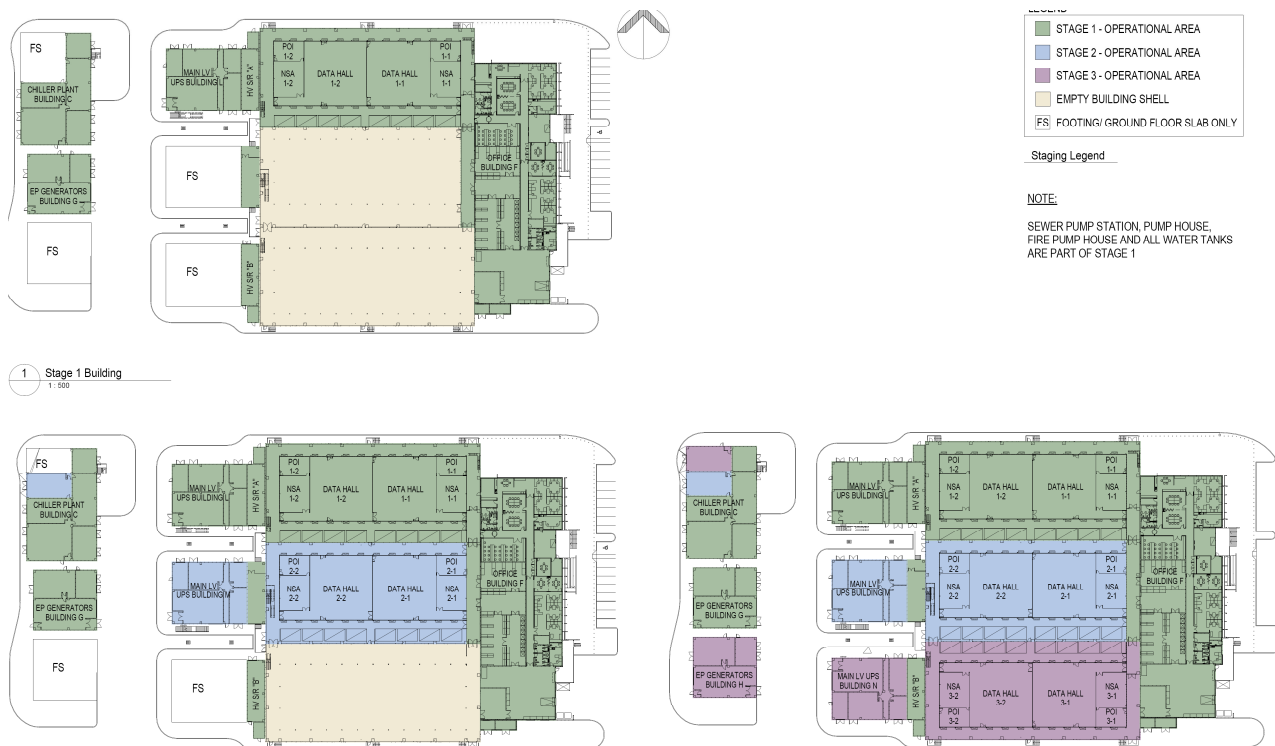 LEGEND
STAGE 1 - OPERATIONAL AREA
STAGE 2 - OPERATIONAL AREA
STAGE 3 - OPERATIONAL AREA
EMPTY BUILDING SHELL
FS FOOTING/ GROUND FLOOR SLAB ONLY
Staging Legend
NOTE:
SEWER PUMP STATION, PUMP HOUSE,
FIRE PUMP HOUSE AND ALL WATER TANKS
ARE PART OF STAGE 1
FS
CHILLER PLANT
BUILDING C
EP GENERATORS
BUILDING G
FS
MAIN LV
UPS BUILDING L
HV S/R "A"
POI
1-2
NSA
1-2
DATA HALL
1-2
DATA HALL
1-1
POI
1-1
NSA
1-1
OFFICE
BUILDING F
FS
FS
HV S/R "B"
1
Stage 1 Building
1 : 500
FS
CHILLER PLANT
BUILDING C
EP GENERATORS
BUILDING G
FS
MAIN LV
UPS BUILDING L
HV S/R "A"
POI
1-2
NSA
1-2
DATA HALL
1-2
DATA HALL
1-1
POI
1-1
NSA
1-1
MAIN LV
UPS BUILDING M
POI
2-2
NSA
2-2
DATA HALL
2-2
DATA HALL
2-1
POI
2-1
NSA
2-1
OFFICE
BUILDING F
FS
HV S/R "B"
CHILLER PLANT
BUILDING C
EP GENERATORS
BUILDING G
EP GENERATORS
BUILDING H
MAIN LV
UPS BUILDING L
HV S/R "A"
POI
1-2
NSA
1-2
DATA HALL
1-2
DATA HALL
1-1
POI
1-1
NSA
1-1
MAIN LV
UPS BUILDING M
POI
2-2
NSA
2-2
DATA HALL
2-2
DATA HALL
2-1
POI
2-1
NSA
2-1
OFFICE
BUILDING F
MAIN LV UPS
BUILDING N
HV S/R "B"
NSA
3-2
POI
3-2
DATA HALL
3-2
DATA HALL
3-1
NSA
3-1
POI
3-1